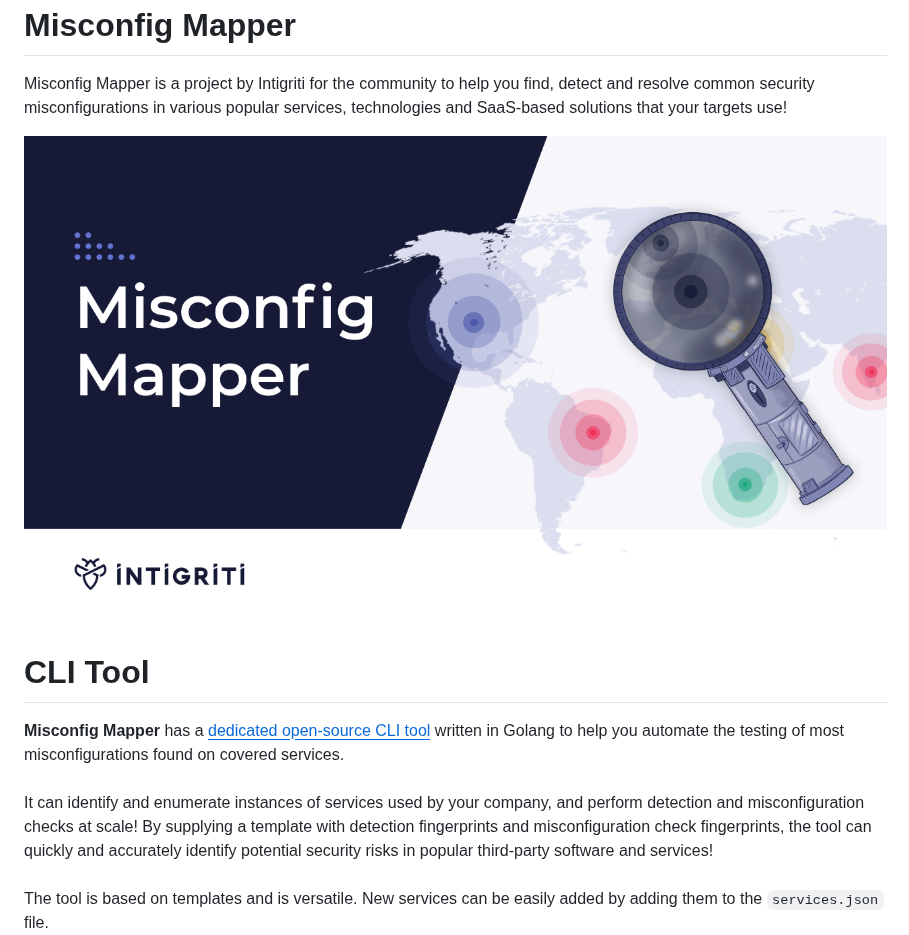 Misconfig Mapper
Misconfig Mapper is a project by Intigriti for the community to help you find, detect and resolve common security
misconfigurations in various popular services, technologies and SaaS-based solutions that your targets use!
Misconfig
Mapper
INTIGRITI
CLI Tool
Misconfig Mapper has a dedicated open-source CLI tool written in Golang to help you automate the testing of most
misconfigurations found on covered services.
It can identify and enumerate instances of services used by your company, and perform detection and misconfiguration
checks at scale! By supplying a template with detection fingerprints and misconfiguration check fingerprints, the tool can
quickly and accurately identify potential security risks in popular third-party software and services!
The tool is based on templates and is versatile. New services can be easily added by adding them to the services.json
file.